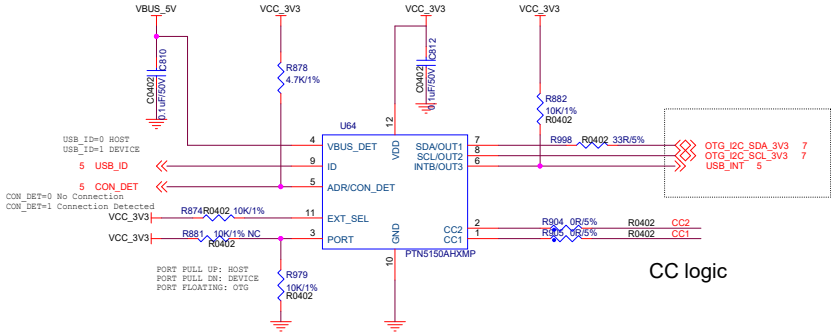 VBUS_5V
VCC_3V3
VCC_3V3
VCC_3V3
C810
C0402
0.1uF/50V
R878
4.7K/1%
C812
C0402
0.1uF/50V
R882
10K/1%
R0402
U64
12
VDD
USB_ID=0 HOST
USB_ID=1 DEVICE
4 VBUS_DET
SDA/OUT1 7
R998 R0402 33R/5%
OTG_I2C_SDA_3V3 7
SCL/OUT2 8
OTG_I2C_SCL_3V3 7
5 USB_ID
9 ID
INTB/OUT3 6
USB_INT 5
5 CON_DET
5 ADR/CON_DET
CON_DET=0 No Connection
CON_DET=1 Connection Detected
VCC_3V3
R874 R0402 10K/1%
11 EXT_SEL
CC2 2
R904 0R/5% R0402 CC2
VCC_3V3
R881 10K/1% NC
R0402
3 PORT
CC1 1
R905 0R/5% R0402 CC1
GND
10
PTN5150AHXMP
PORT PULL UP: HOST
PORT PULL DN: DEVICE
PORT FLOATING: OTG
R979
10K/1%
R0402
CC logic